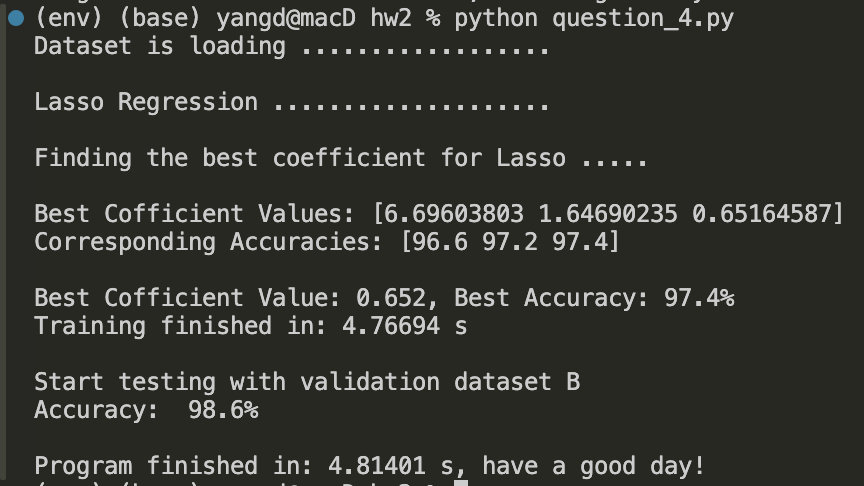 (env) (base) yangd@macD hw2 % python question_4.py
Dataset is loading ..................
Lasso Regression ....................
Finding the best coefficient for Lasso .....
Best Cofficient Values: [6.69603803 1.64690235 0.65164587]
Corresponding Accuracies: [96.6 97.2 97.4]
Best Cofficient Value: 0.652, Best Accuracy: 97.4%
Training finished in: 4.76694 s
Start testing with validation dataset B
Accuracy:  98.6%
Program finished in: 4.81401 s, have a good day!